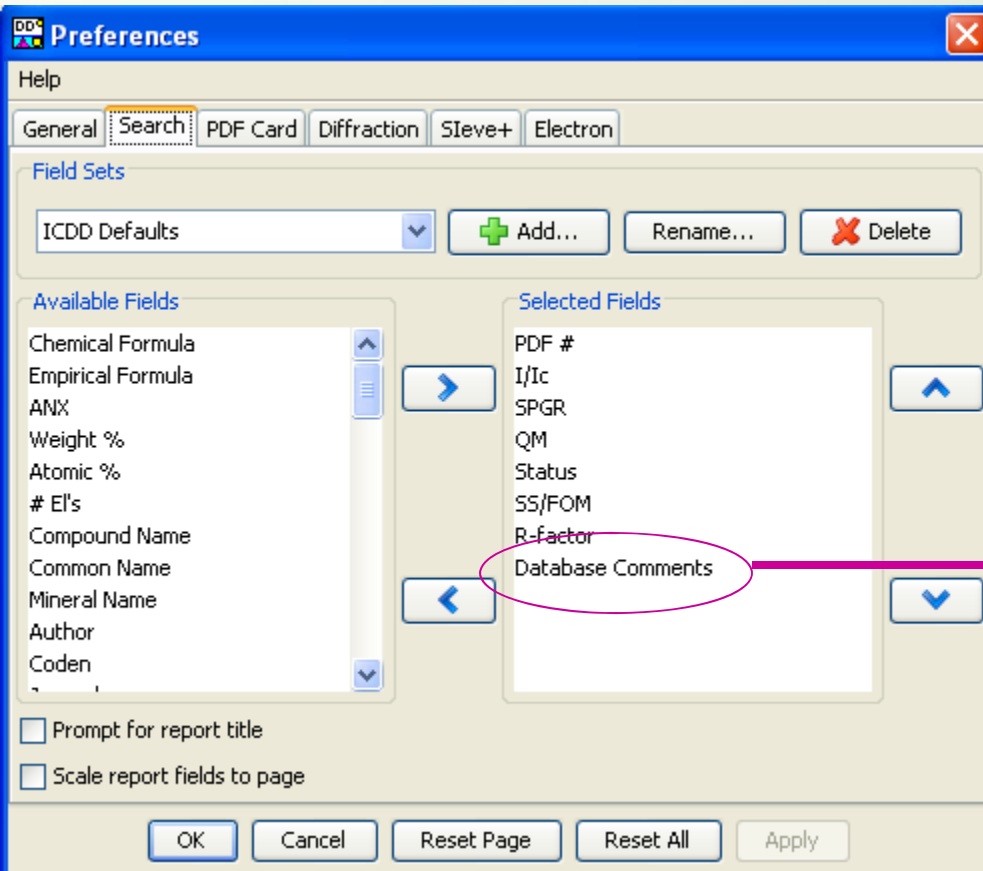 DD
Preferences
Help
General Search PDF Card Diffraction SIeve+ Electron
Field Sets
ICDD Defaults Add... Rename... Delete
Available Fields
Chemical Formula
Empirical Formula
ANX
Weight %
Atomic %
# El's
Compound Name
Common Name
Mineral Name
Author
Coden
Selected Fields
PDF #
I/Ic
SPGR
QM
Status
SS/FOM
R-factor
Database Comments
Prompt for report title
Scale report fields to page
OK Cancel Reset Page Reset All Apply